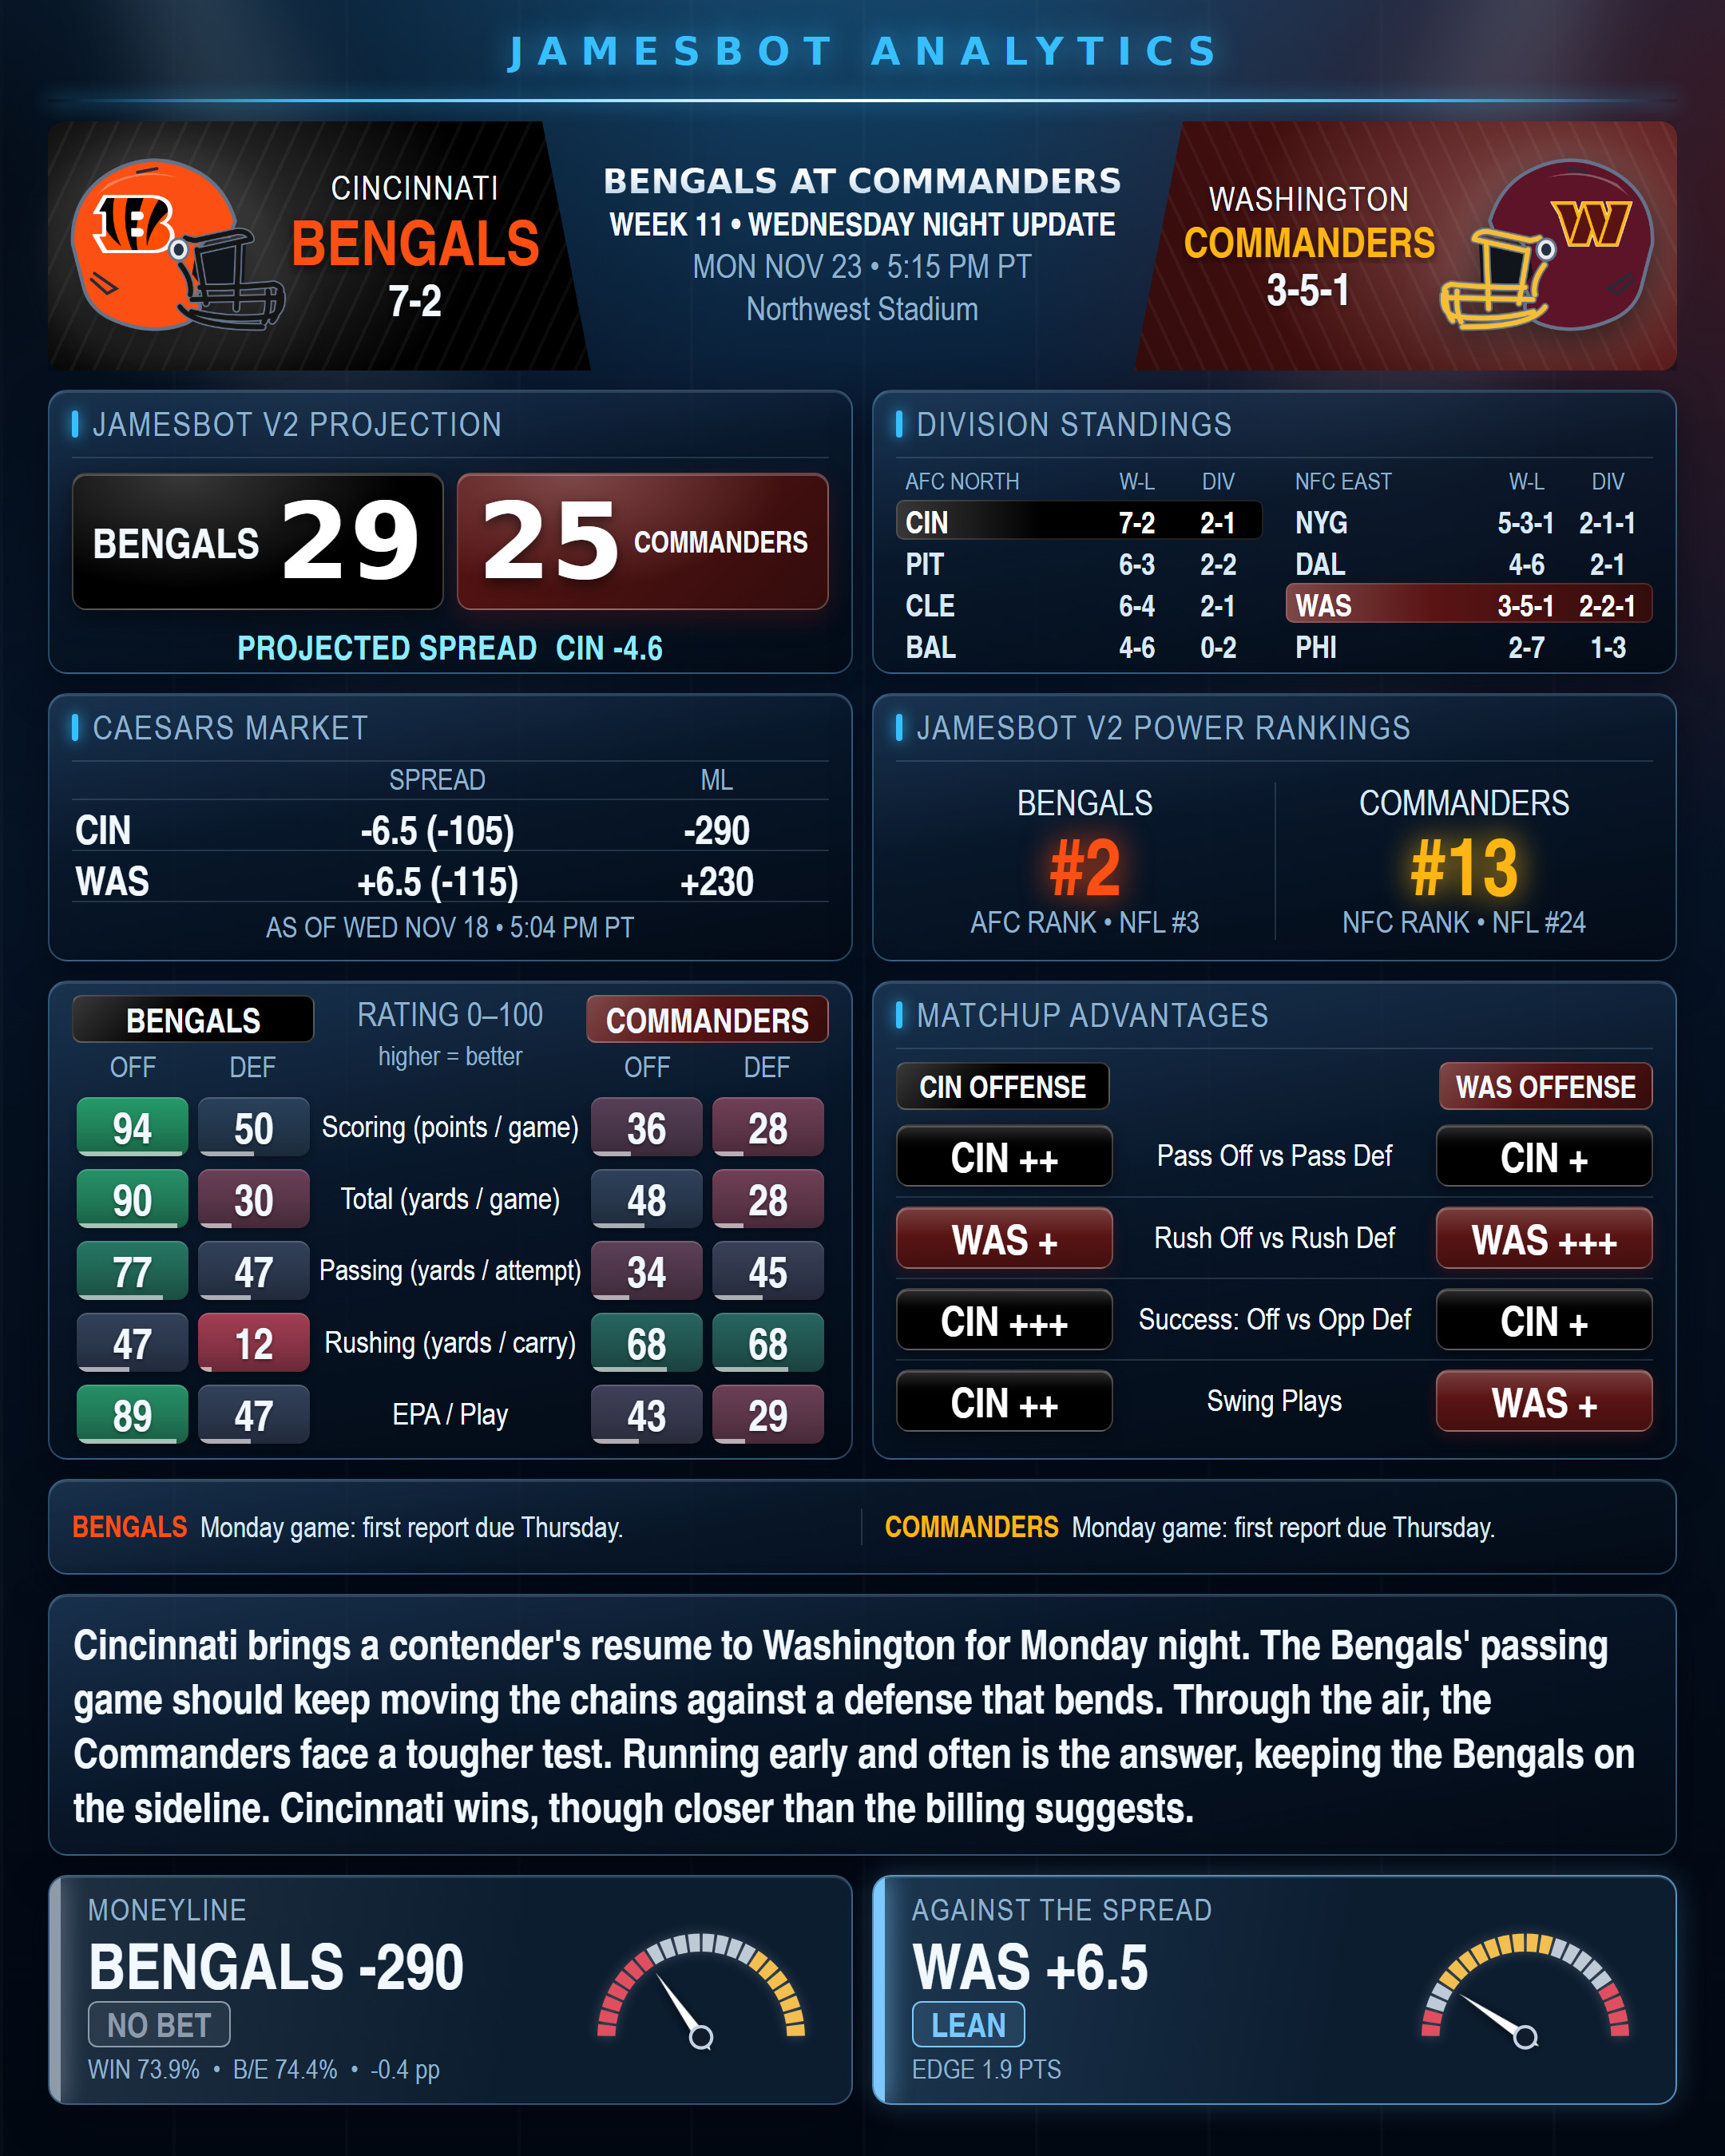 JAMESBOT ANALYTICS
CINCINNATI
BENGALS
7-2
BENGALS AT COMMANDERS
WEEK 11 • WEDNESDAY NIGHT UPDATE
MON NOV 23 • 5:15 PM PT
Northwest Stadium
WASHINGTON
COMMANDERS
3-5-1
B
W
JAMESBOT V2 PROJECTION
BENGALS 29
25 COMMANDERS
PROJECTED SPREAD CIN -4.6
DIVISION STANDINGS
AFC NORTH W-L DIV NFC EAST W-L DIV
CIN 7-2 2-1 NYG 5-3-1 2-1-1
PIT 6-3 2-2 DAL 4-6 2-1
CLE 6-4 2-1 WAS 3-5-1 2-2-1
BAL 4-6 0-2 PHI 2-7 1-3
CAESARS MARKET
SPREAD ML
CIN -6.5 (-105) -290
WAS +6.5 (-115) +230
AS OF WED NOV 18 • 5:04 PM PT
JAMESBOT V2 POWER RANKINGS
BENGALS COMMANDERS
#2 #13
AFC RANK • NFL #3 NFC RANK • NFL #24
BENGALS RATING 0–100 COMMANDERS
OFF DEF higher = better OFF DEF
94 50 Scoring (points / game) 36 28
90 30 Total (yards / game) 48 28
77 47 Passing (yards / attempt) 34 45
47 12 Rushing (yards / carry) 68 68
89 47 EPA / Play 43 29
MATCHUP ADVANTAGES
CIN OFFENSE WAS OFFENSE
CIN ++ Pass Off vs Pass Def CIN +
WAS + Rush Off vs Rush Def WAS +++
CIN +++ Success: Off vs Opp Def CIN +
CIN ++ Swing Plays WAS +
BENGALS Monday game: first report due Thursday.
COMMANDERS Monday game: first report due Thursday.
Cincinnati brings a contender's resume to Washington for Monday night. The Bengals' passing
game should keep moving the chains against a defense that bends. Through the air, the
Commanders face a tougher test. Running early and often is the answer, keeping the Bengals on
the sideline. Cincinnati wins, though closer than the billing suggests.
MONEYLINE
BENGALS -290
NO BET
WIN 73.9% • B/E 74.4% • -0.4 pp
AGAINST THE SPREAD
WAS +6.5
LEAN
EDGE 1.9 PTS